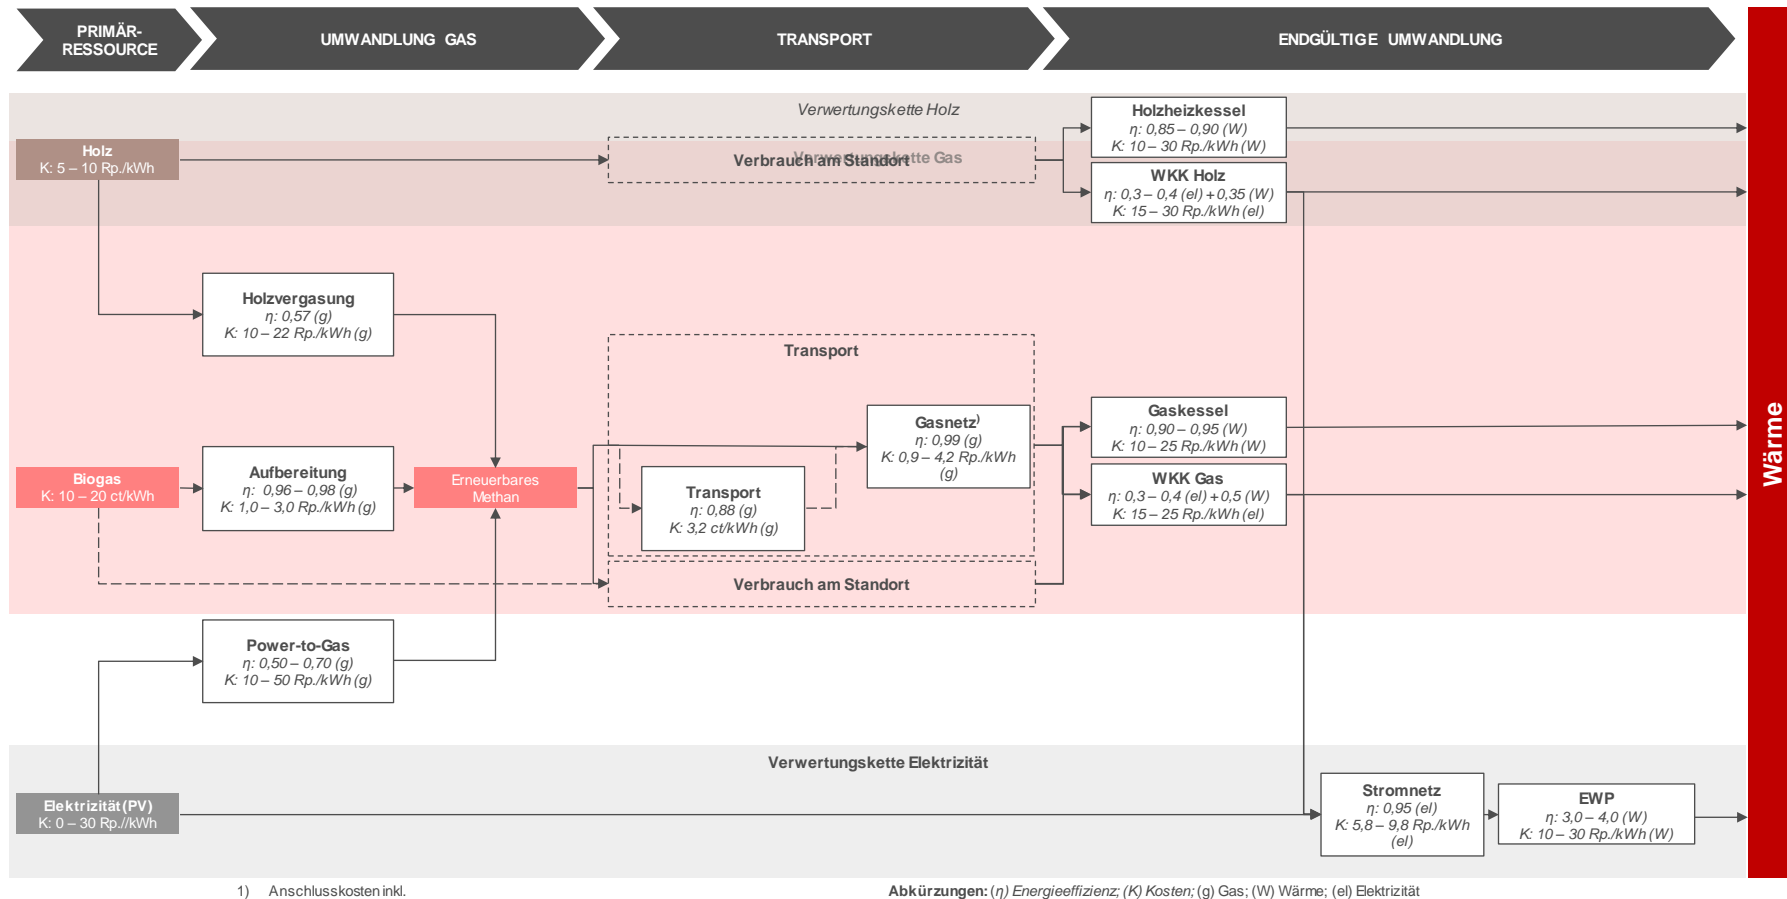 PRIMÄR-
RESSOURCE
UMWANDLUNG GAS
TRANSPORT
ENDGÜLTIGE UMWANDLUNG
Wärme
Verwertungskette Holz
Holz
K: 5 – 10 Rp./kWh
Verwertungskette Gas
Verbrauch am Standort
Holzheizkessel
η: 0,85 – 0,90 (W)
K: 10 – 30 Rp./kWh (W)
WKK Holz
η: 0,3 – 0,4 (el) + 0,35 (W)
K: 15 – 30 Rp./kWh (el)
Holzvergasung
η: 0,57 (g)
K: 10 – 22 Rp./kWh (g)
Transport
Gasnetz)
η: 0,99 (g)
K: 0,9 – 4,2 Rp./kWh
(g)
Gaskessel
η: 0,90 – 0,95 (W)
K: 10 – 25 Rp./kWh (W)
Biogas
K: 10 – 20 ct/kWh
Aufbereitung
η: 0,96 – 0,98 (g)
K: 1,0 – 3,0 Rp./kWh (g)
Erneuerbares
Methan
Transport
η: 0,88 (g)
K: 3,2 ct/kWh (g)
WKK Gas
η: 0,3 – 0,4 (el) + 0,5 (W)
K: 15 – 25 Rp./kWh (el)
Verbrauch am Standort
Power-to-Gas
η: 0,50 – 0,70 (g)
K: 10 – 50 Rp./kWh (g)
Verwertungskette Elektrizität
Elektrizität (PV)
K: 0 – 30 Rp.//kWh
Stromnetz
η: 0,95 (el)
K: 5,8 – 9,8 Rp./kWh
(el)
EWP
η: 3,0 – 4,0 (W)
K: 10 – 30 Rp./kWh (W)
1) Anschlusskosten inkl.
Abkürzungen: (η) Energieeffizienz; (K) Kosten; (g) Gas; (W) Wärme; (el) Elektrizität